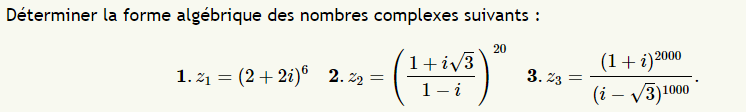 Déterminer la forme algébrique des nombres complexes suivants :
1. z₁ = (2 + 2i)⁶ 2. z₂ = ((1 + i√3)/(1 − i))²⁰ 3. z₃ = (1 + i)²⁰⁰⁰/(i − √3)¹⁰⁰⁰.